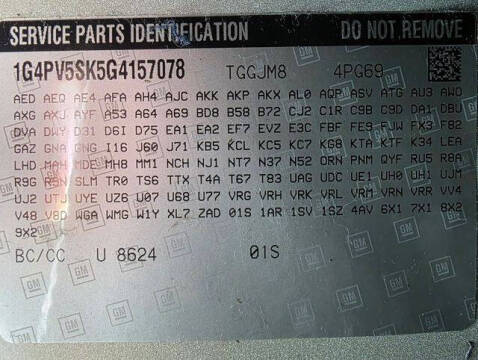 SERVICE PARTS IDENTIFICATION DO NOT REMOVE
1G4PV5SK5G4157078 TGGJM8 4PG69
AED AEQ AE4 AFA AH4 AJC AKK AKP AKX AL0 AQP ASV ATG AU3 AWO
AXG AXJ AYF A53 A64 A69 BD8 B58 B72 CJ2 C1R C9B C9D DA1 DBU
DVA DWY D31 D6I D75 EA1 EA2 EF7 EVZ E3C FBF FE9 FJW FX3 F82
GAZ GNA GNG I16 J60 J71 KB5 KCL KC5 KC7 KG8 KTA KTF K34 LEA
LHD MAH MDE MH8 MM1 NCH NJ1 NT7 N37 N52 ORN PNM QYF RU5 R8A
R9G RSN SLM TR0 TS6 TTX T4A T67 T83 UAG UDC UE1 UH0 UH1 UJM
UJ2 UTJ UYE U2K U2L U07 U68 U77 VRG VRH VRK VRL VRM VRN VRR VV4
V48 V8D WGA WMG W1Y XL7 ZAD 01S 1AR 1SV 1SZ 4AV 6X1 7X1 8X2
9X2
BC/CC U 8624 01S
GM